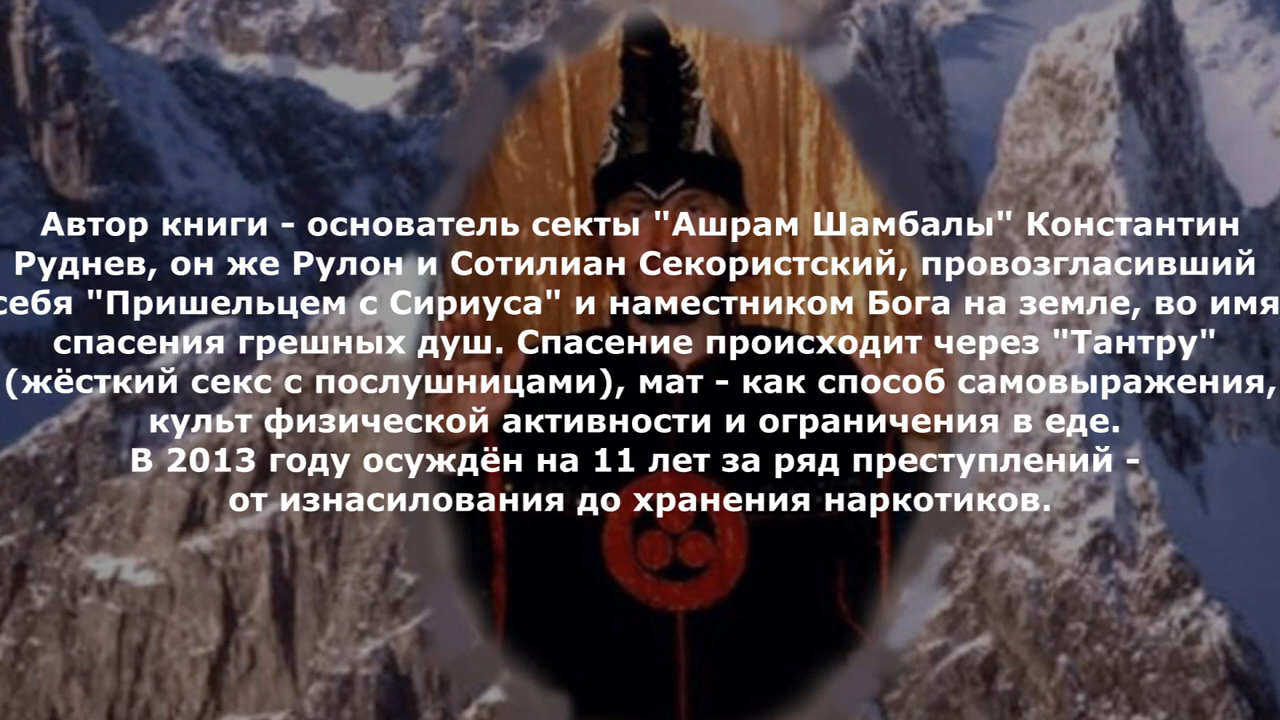 Автор книги - основатель секты "Ашрам Шамбалы" Константин
Руднев, он же Рулон и Сотилиан Секористский, провозгласивший
себя "Пришельцем с Сириуса" и наместником Бога на земле, во имя
спасения грешных душ. Спасение происходит через "Тантру"
(жёсткий секс с послушницами), мат - как способ самовыражения,
культ физической активности и ограничения в еде.
В 2013 году осуждён на 11 лет за ряд преступлений -
от изнасилования до хранения наркотиков.